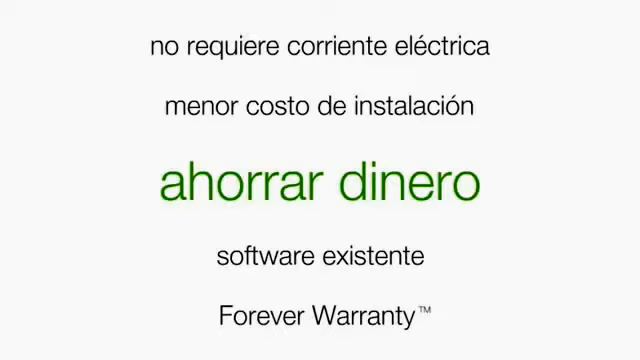 no requiere corriente eléctrica
menor costo de instalación
ahorrar dinero
software existente
Forever Warranty™